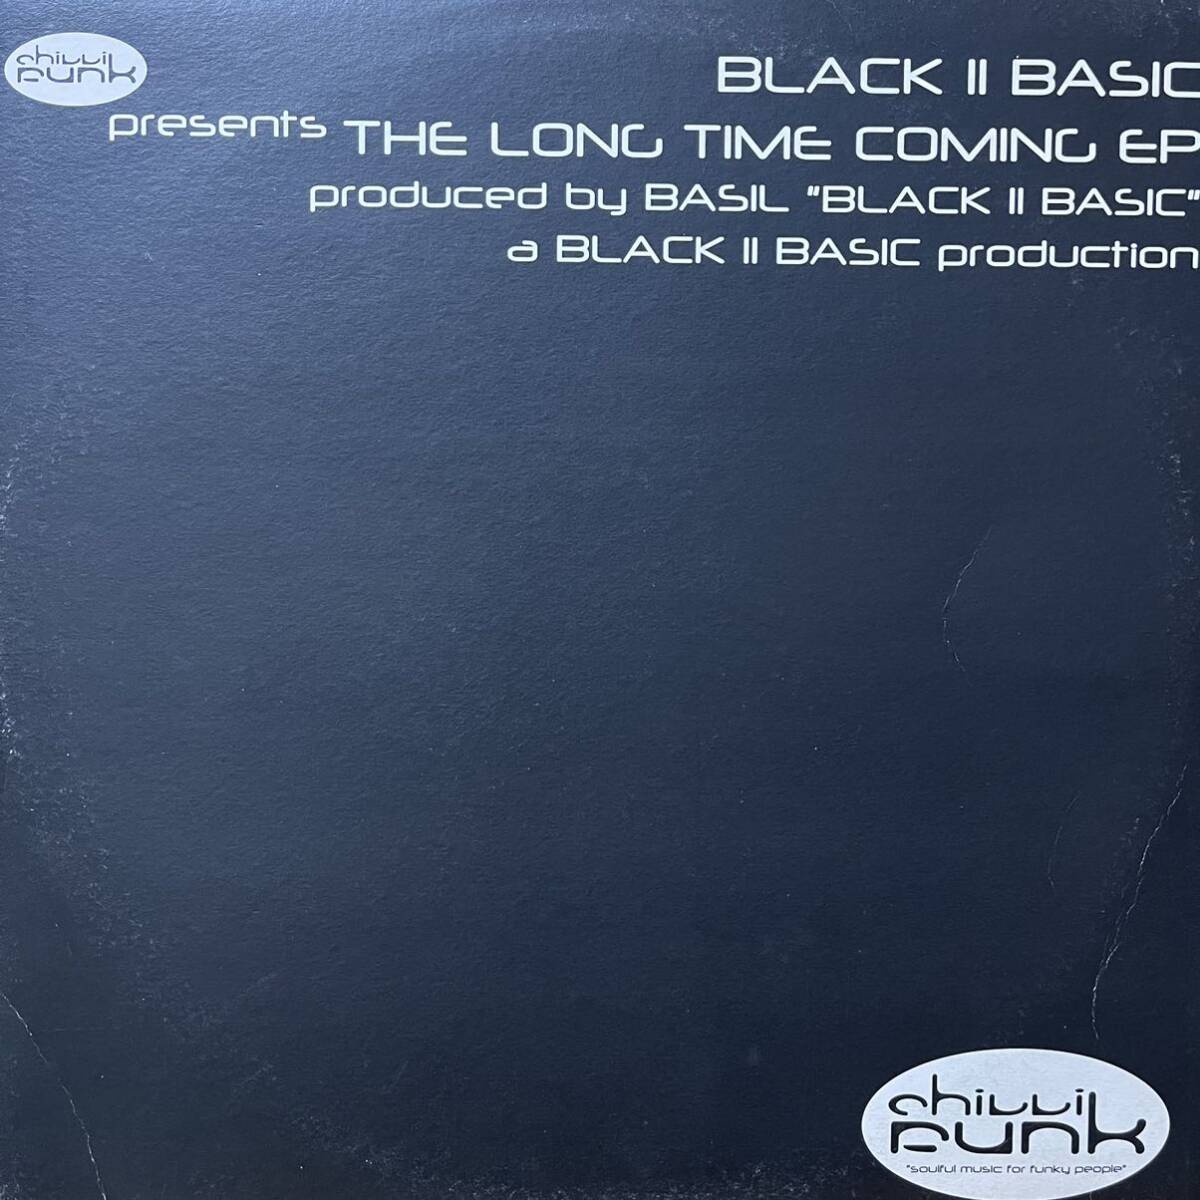 chilli
funk
BLACK II BASIC
presents THE LONG TIME COMING EP
produced by BASIL "BLACK II BASIC"
a BLACK II BASIC production
chilli
funk
"soulful music for funky people"